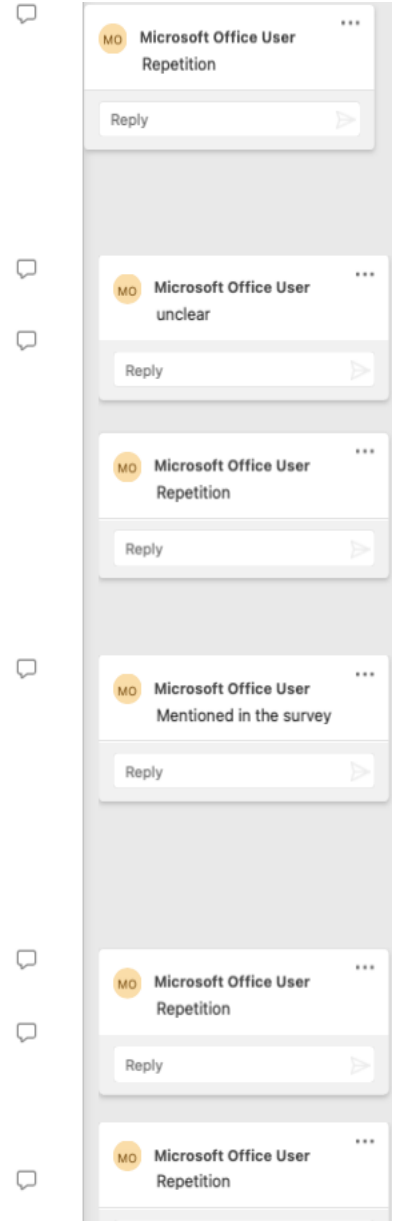 MO Microsoft Office User
Repetition
Reply
MO Microsoft Office User
unclear
Reply
MO Microsoft Office User
Repetition
Reply
MO Microsoft Office User
Mentioned in the survey
Reply
MO Microsoft Office User
Repetition
Reply
MO Microsoft Office User
Repetition